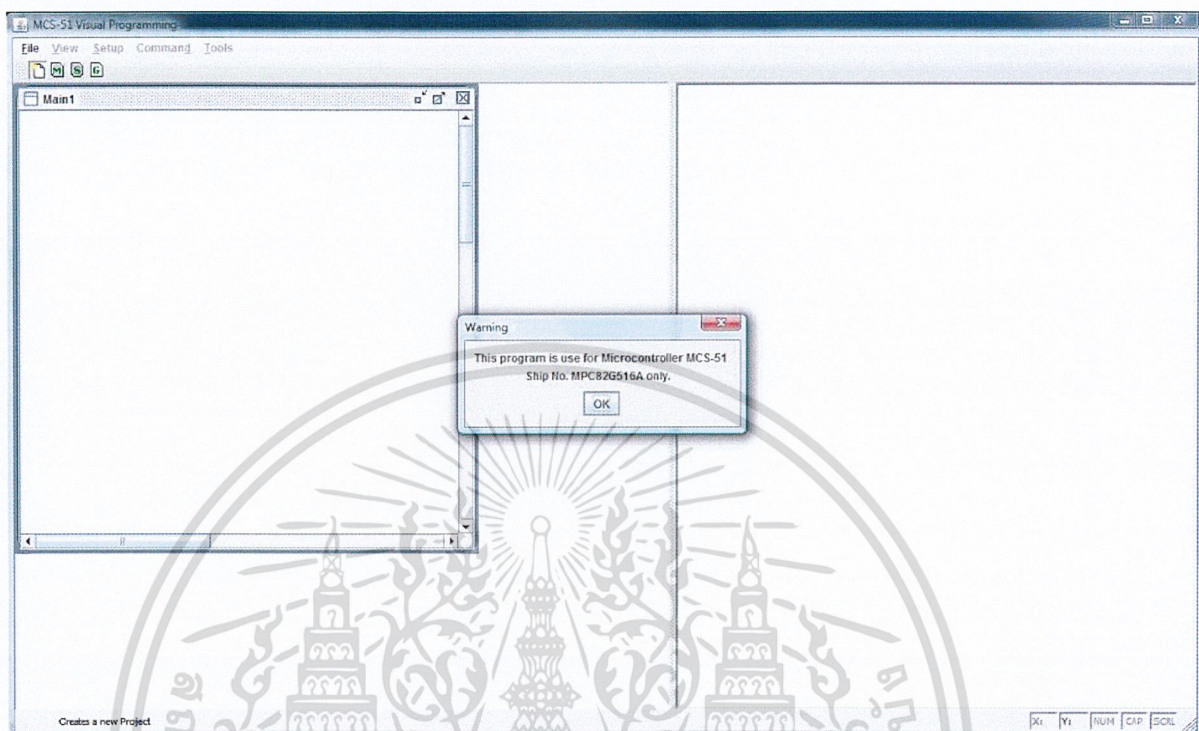 MCS-51 Visual Programming
File View Setup Command Tools
M S G
Main1
Warning
This program is use for Microcontroller MCS-51
Ship No. MPC82G516A only.
OK
Creates a new Project
X: Y: NUM CAP SCRL